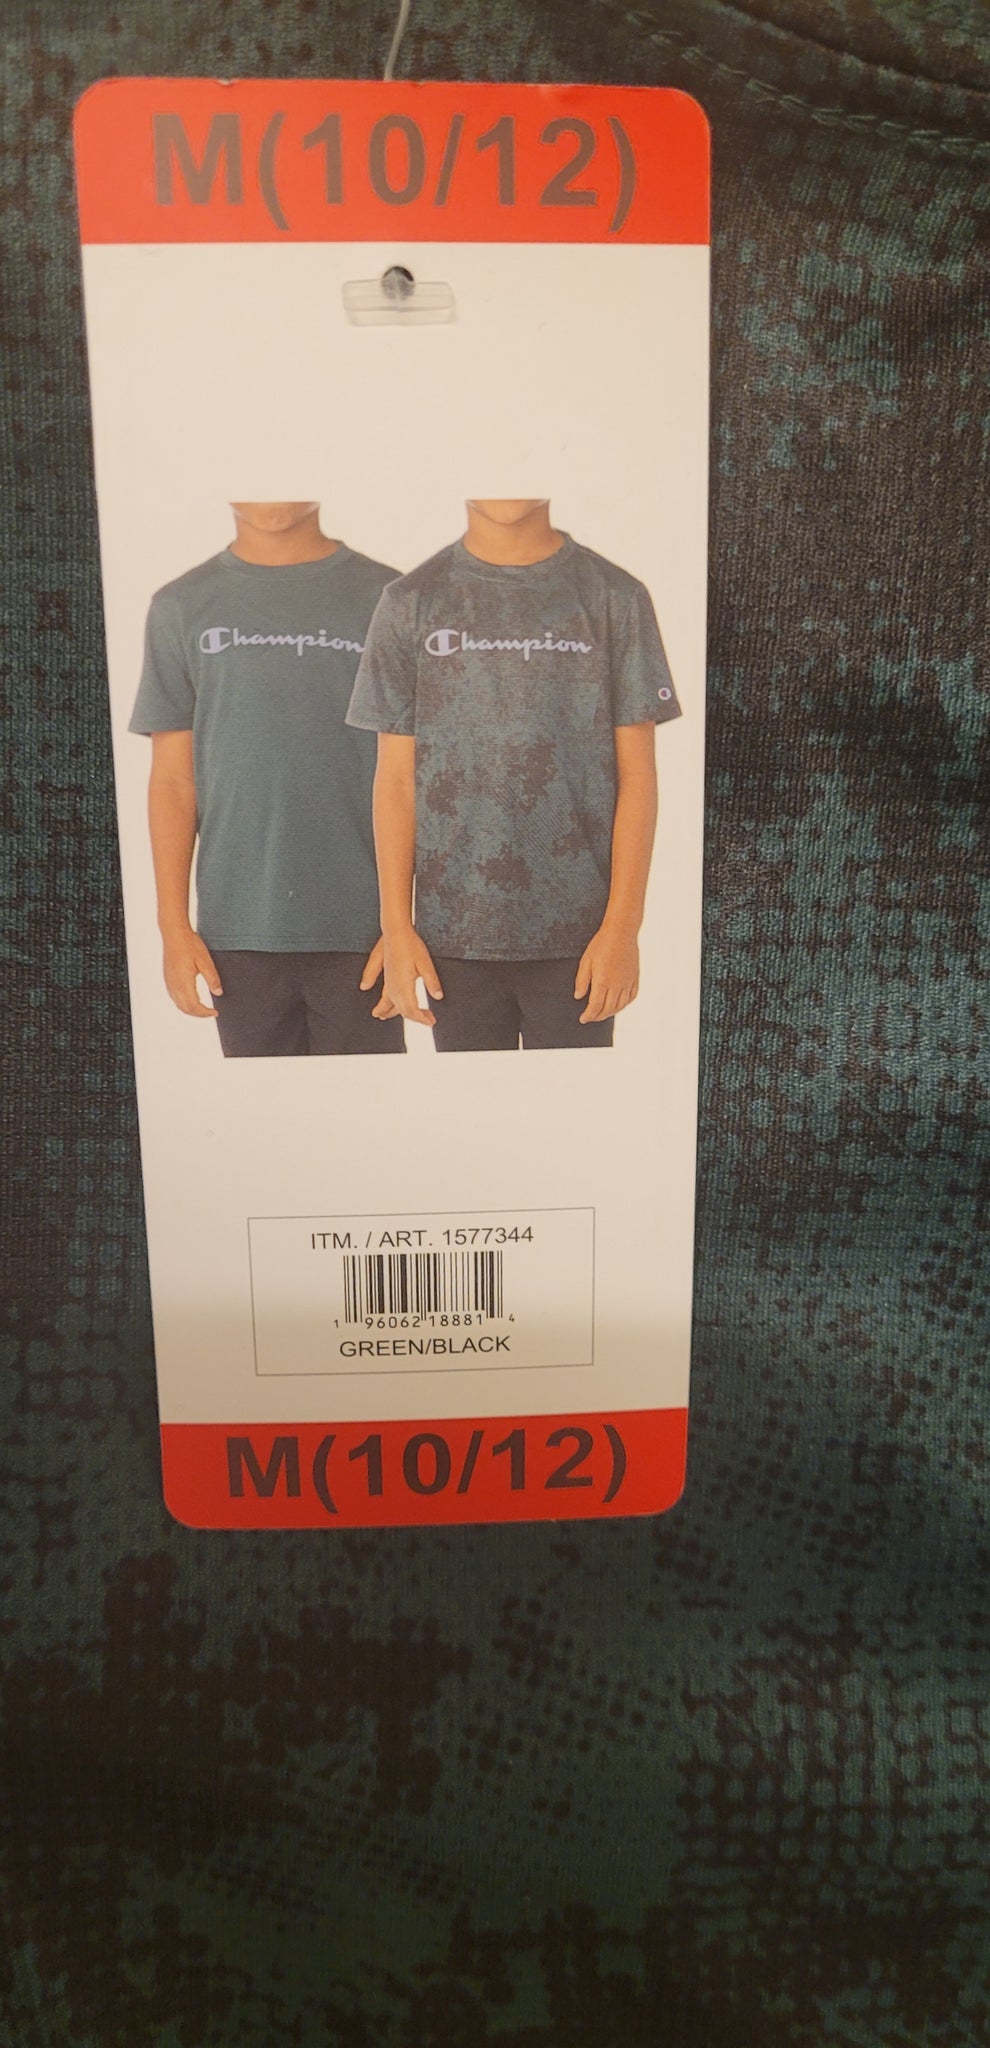 M(10/12)
Champion
Champion
ITM. / ART. 1577344
1 96062 18881 4
GREEN/BLACK
M(10/12)